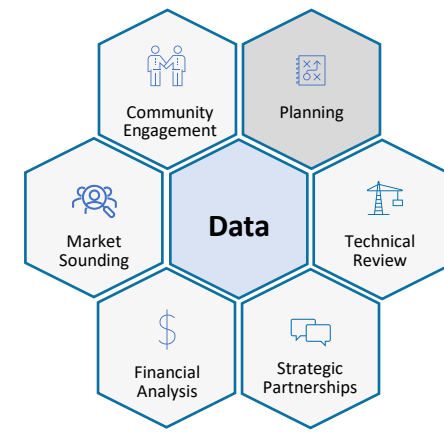 Community
Engagement
Planning
Market
Sounding
Data
Technical
Review
Financial
Analysis
Strategic
Partnerships